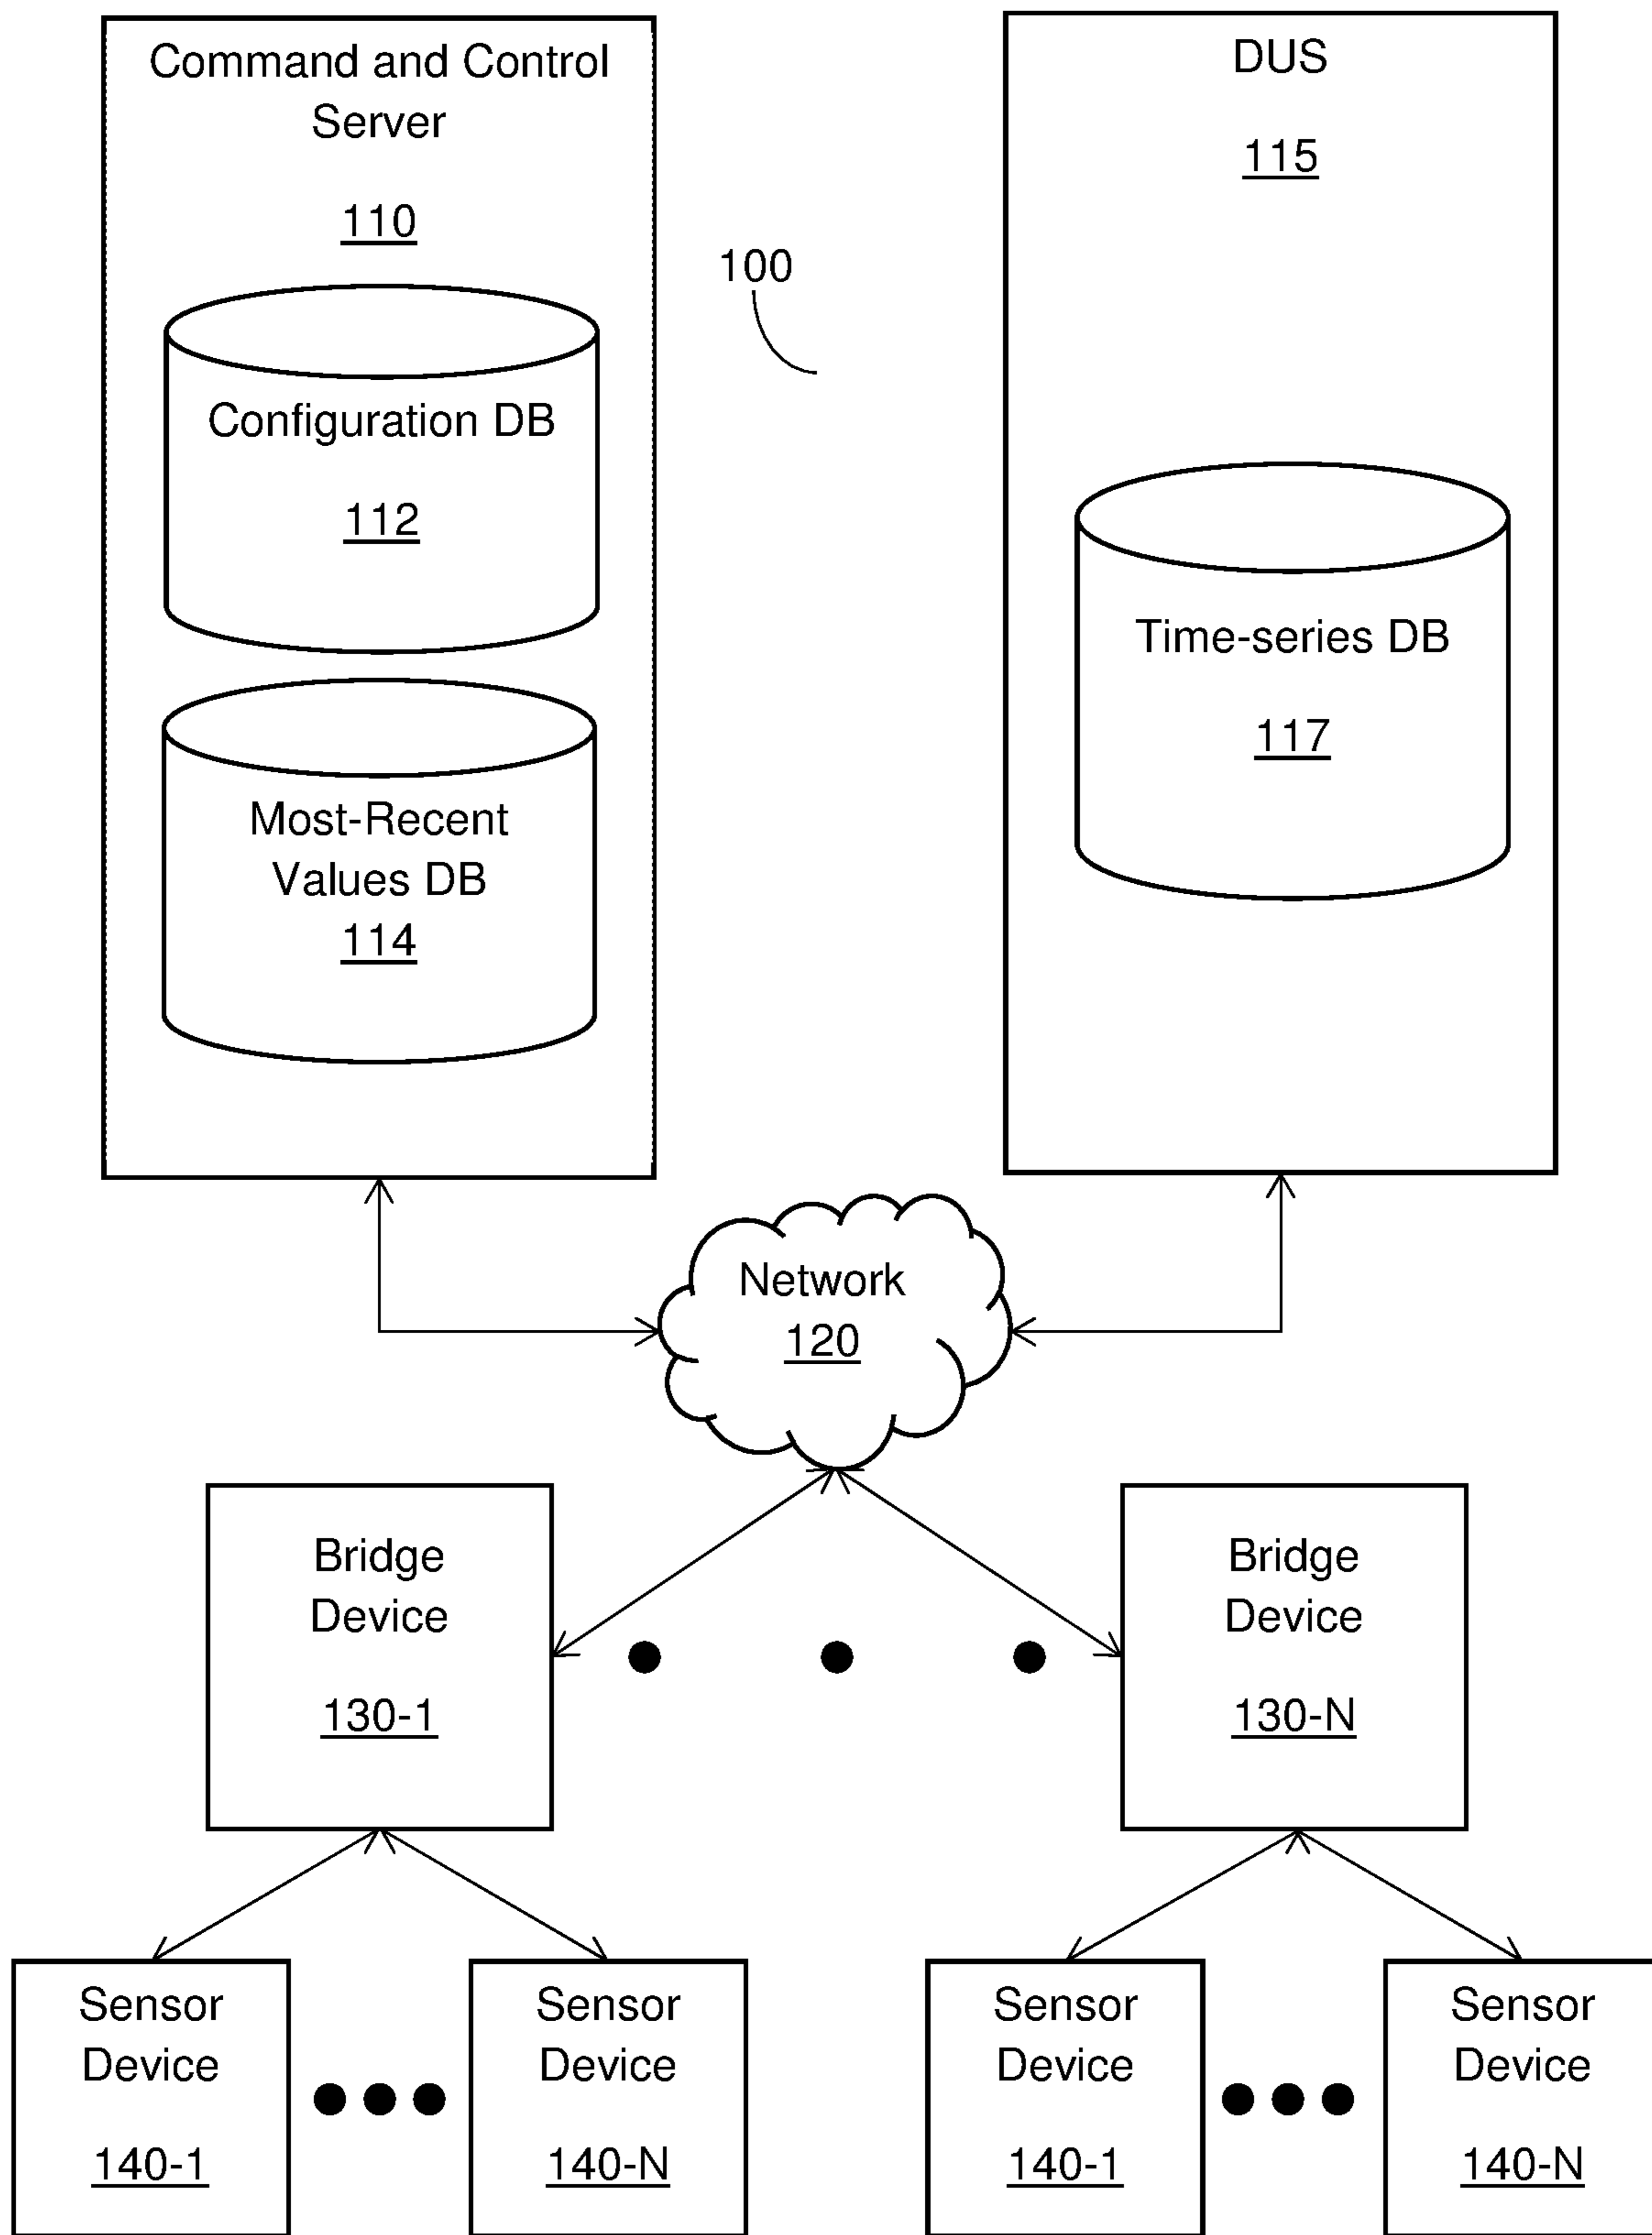 Command and Control
Server
110
Configuration DB
112
Most-Recent
Values DB
114
100
DUS
115
Time-series DB
117
Network
120
Bridge
Device
130-1
Bridge
Device
130-N
Sensor
Device
140-1
Sensor
Device
140-N
Sensor
Device
140-1
Sensor
Device
140-N